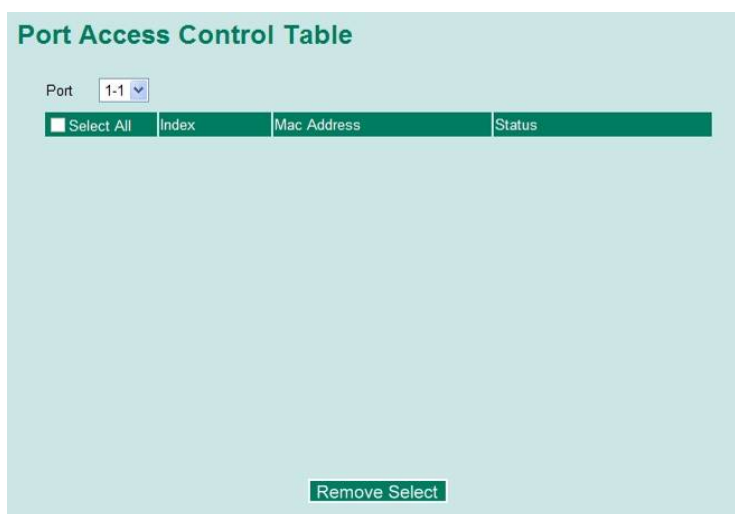 Port Access Control Table
Port 1-1
Select All Index Mac Address Status
Remove Select